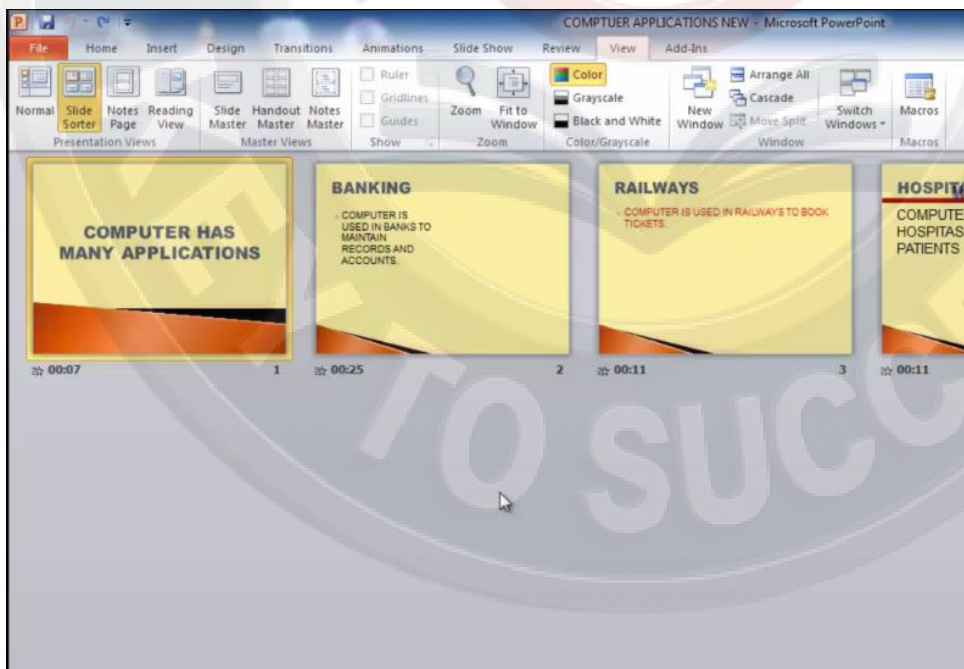 COMPTUER APPLICATIONS NEW - Microsoft PowerPoint
File Home Insert Design Transitions Animations Slide Show Review View Add-Ins
Normal Slide Sorter Notes Page Reading View Slide Master Handout Master Notes Master Ruler Gridlines Guides Zoom Fit to Window Color Grayscale Black and White New Window Arrange All Cascade Move Split Switch Windows Macros
Presentation Views Master Views Show Zoom Color/Grayscale Window Macros
COMPUTER HAS
MANY APPLICATIONS
00:07 1
BANKING
COMPUTER IS
USED IN BANKS TO
MAINTAIN
RECORDS AND
ACCOUNTS.
00:25 2
RAILWAYS
COMPUTER IS USED IN RAILWAYS TO BOOK
TICKETS.
00:11 3
HOSPITA
COMPUTE
HOSPITAS
PATIENTS
00:11
TO SUCC